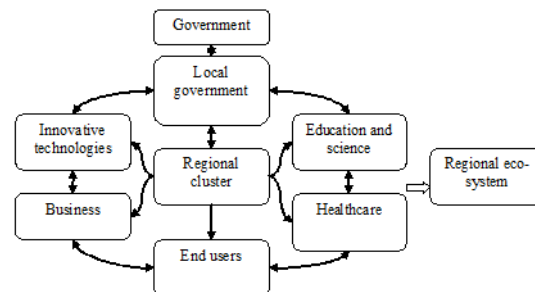 Government
Local
government
Innovative
technologies
Education and
science
Regional
cluster
Regional eco-
system
Business
Healthcare
End users